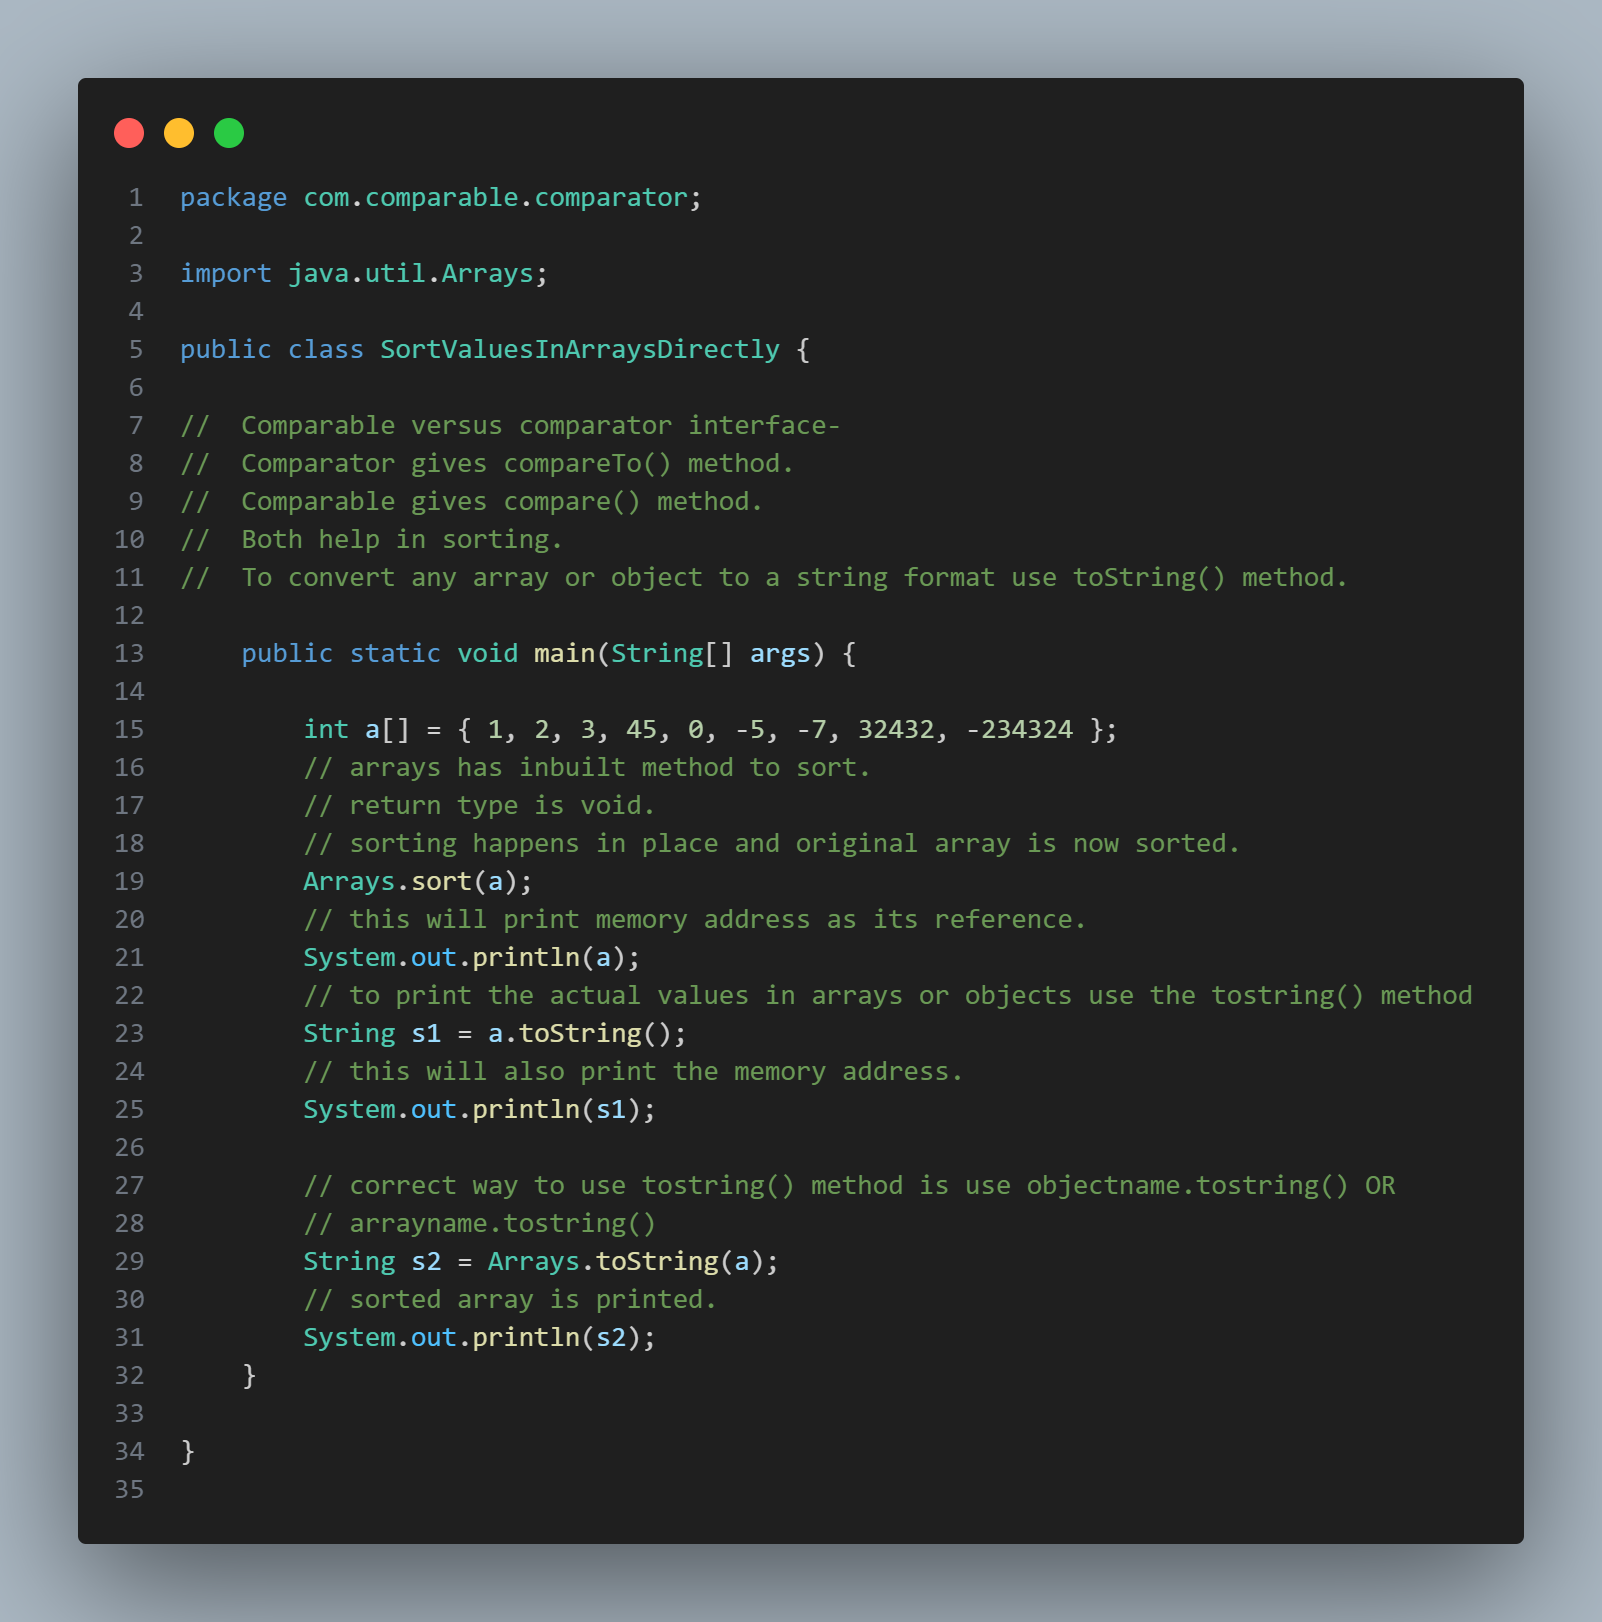 1 package com.comparable.comparator;
2
3 import java.util.Arrays;
4
5 public class SortValuesInArraysDirectly {
6
7 //  Comparable versus comparator interface-
8 //  Comparator gives compareTo() method.
9 //  Comparable gives compare() method.
10 //  Both help in sorting.
11 //  To convert any array or object to a string format use toString() method.
12
13     public static void main(String[] args) {
14
15         int a[] = { 1, 2, 3, 45, 0, -5, -7, 32432, -234324 };
16         // arrays has inbuilt method to sort.
17         // return type is void.
18         // sorting happens in place and original array is now sorted.
19         Arrays.sort(a);
20         // this will print memory address as its reference.
21         System.out.println(a);
22         // to print the actual values in arrays or objects use the tostring() method
23         String s1 = a.toString();
24         // this will also print the memory address.
25         System.out.println(s1);
26
27         // correct way to use tostring() method is use objectname.tostring() OR
28         // arrayname.tostring()
29         String s2 = Arrays.toString(a);
30         // sorted array is printed.
31         System.out.println(s2);
32     }
33
34 }
35